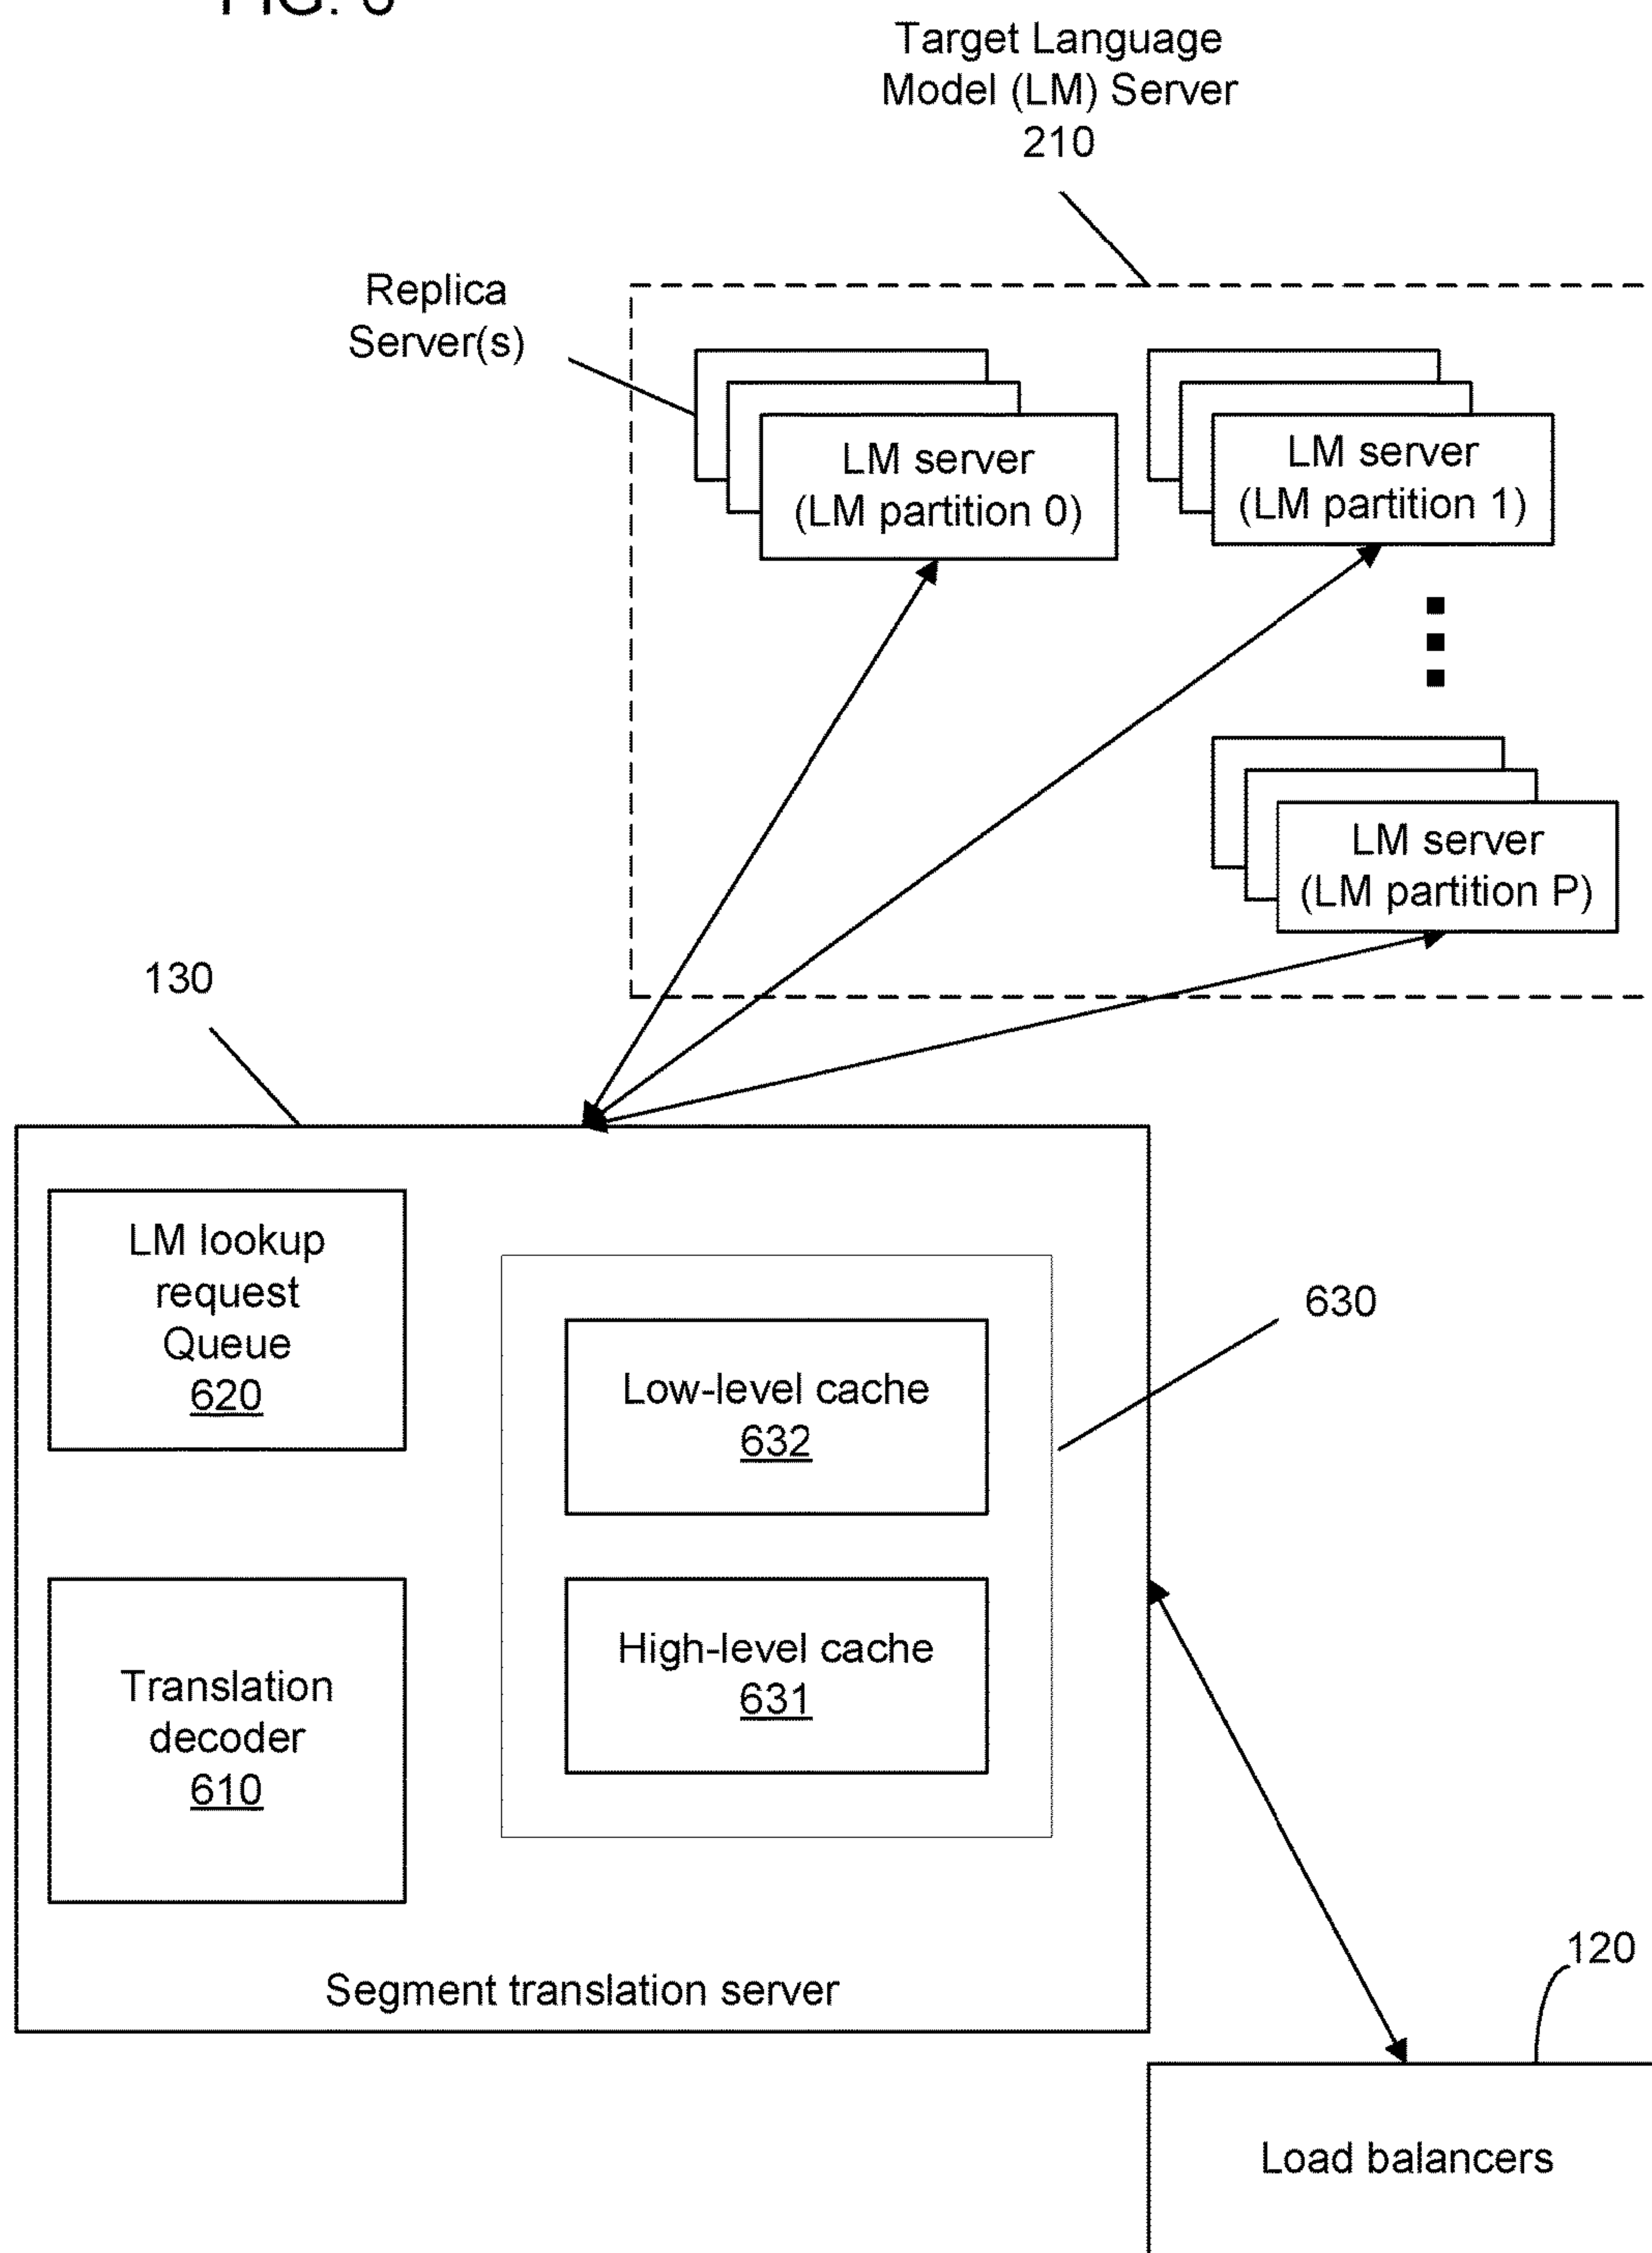 Target Language
Model (LM) Server
210
Replica
Server(s)
LM server
(LM partition 0)
LM server
(LM partition 1)
LM server
(LM partition P)
130
LM lookup
request
Queue
620
Low-level cache
632
630
High-level cache
631
Translation
decoder
610
Segment translation server
120
Load balancers